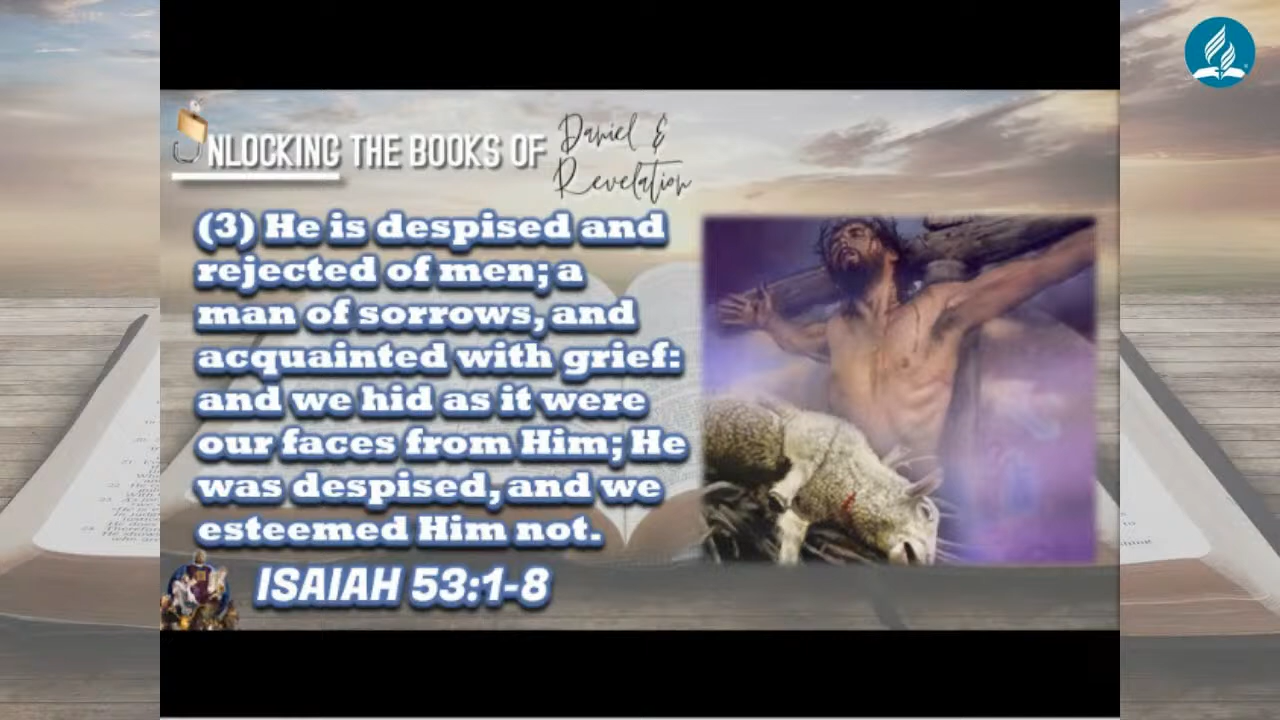 UNLOCKING THE BOOKS OF Daniel &
Revelation
(3) He is despised and
rejected of men; a
man of sorrows, and
acquainted with grief:
and we hid as it were
our faces from Him; He
was despised, and we
esteemed Him not.
ISAIAH 53:1-8